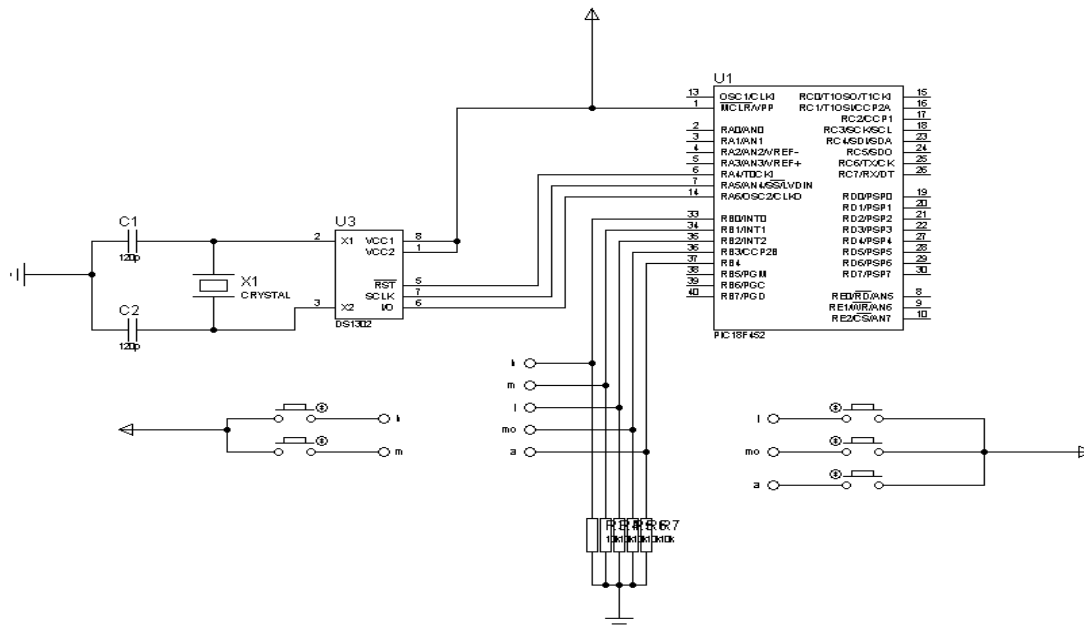 U1
13 OSC1/CLKI RC0/T1OSO/T1CKI 15
1 MCLR/VPP RC1/T1OSI/CCP2A 16
RC2/CCP1 17
2 RA0/AN0 RC3/SCK/SCL 18
3 RA1/AN1 RC4/SDI/SDA 23
4 RA2/AN2/VREF- RC5/SDO 24
5 RA3/AN3/VREF+ RC6/TX/CK 25
6 RA4/T0CKI RC7/RX/DT 26
7 RA5/AN4/SS/LVDIN
14 RA6/OSC2/CLKO RD0/PSP0 19
RD1/PSP1 20
33 RB0/INT0 RD2/PSP2 21
34 RB1/INT1 RD3/PSP3 22
35 RB2/INT2 RD4/PSP4 27
36 RB3/CCP2B RD5/PSP5 28
37 RB4 RD6/PSP6 29
38 RB5/PGM RD7/PSP7 30
39 RB6/PGC
40 RB7/PGD RE0/RD/AN5 8
RE1/WR/AN6 9
RE2/CS/AN7 10
PIC18F452
C1
120p
C2
120p
X1
CRYSTAL
U3
2 X1 VCC1 8
VCC2 1
RST 5
SCLK 7
3 X2 I/O 6
DS1302
m
l
mo
a
m
l
mo
a
R7
10k